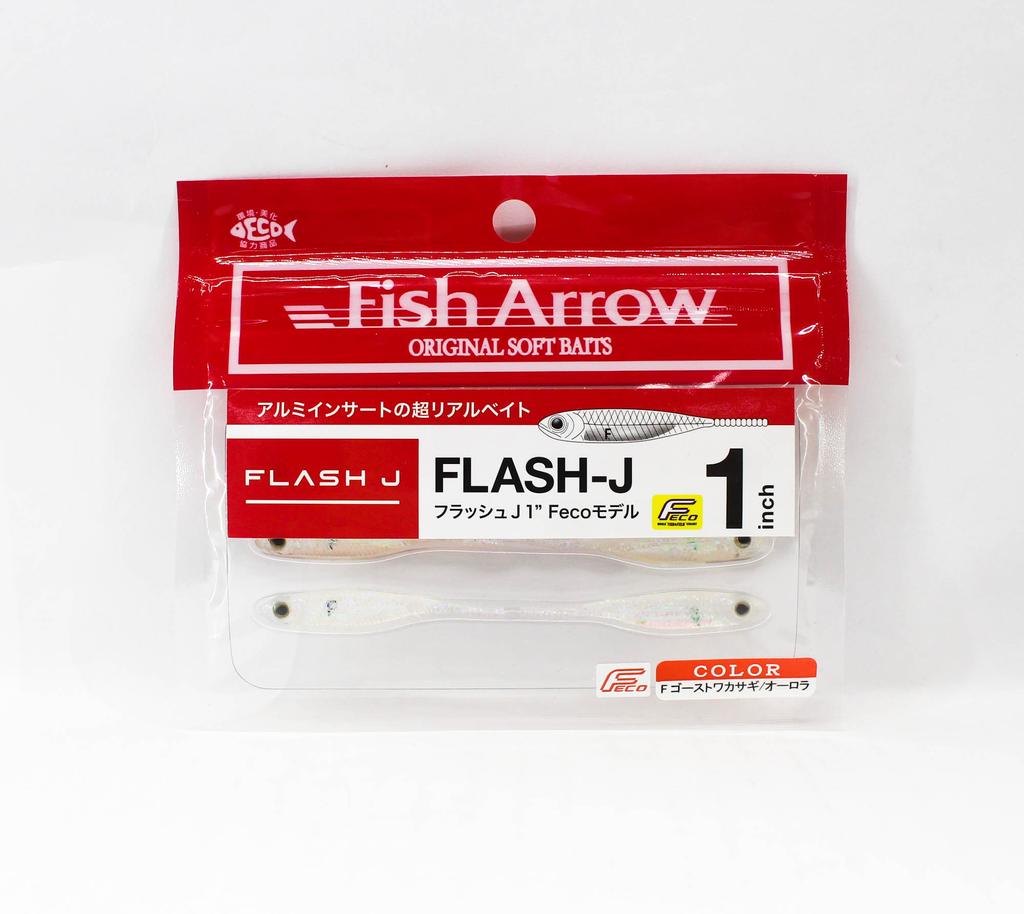 環境・美化
FECO
協力商品
Fish Arrow
ORIGINAL SOFT BAITS
アルミインサートの超リアルベイト
F
FLASH J
FLASH-J
フラッシュJ 1” Fecoモデル
FECO
1
inch
FECO
COLOR
F ゴーストワカサギ/オーロラ